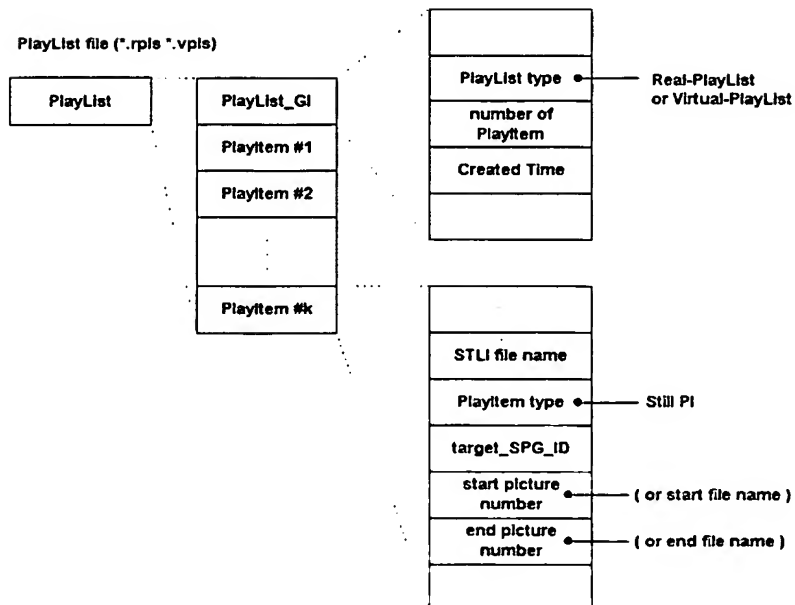 PlayList file (*.rpls *.vpls)
PlayList
PlayList_GI
PlayItem #1
PlayItem #2
PlayItem #k
PlayList type
Real-PlayList
or Virtual-PlayList
number of
PlayItem
Created Time
STLI file name
PlayItem type
Still PI
target_SPG_ID
start picture
number
( or start file name )
end picture
number
( or end file name )